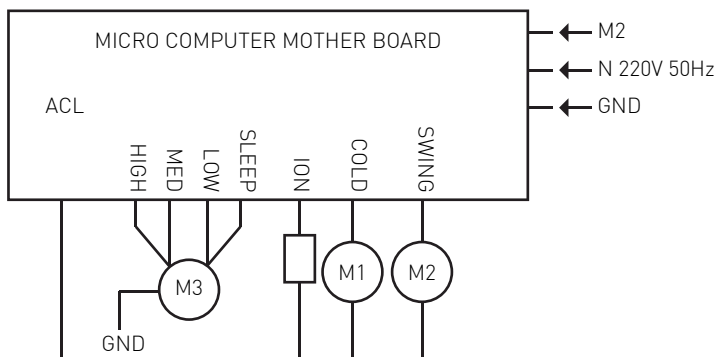 MICRO COMPUTER MOTHER BOARD
M2
N 220V 50Hz
GND
ACL
HIGH
MED
LOW
SLEEP
ION
COLD
SWING
M3
M1
M2
GND